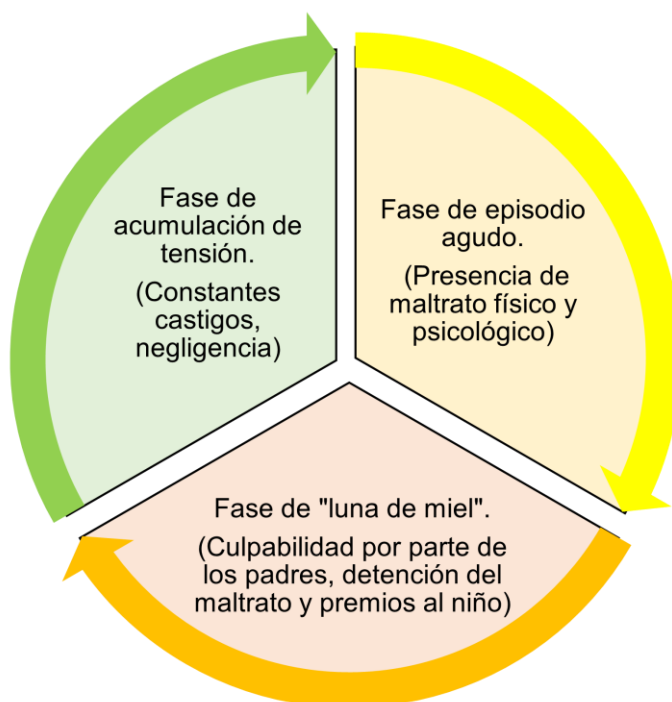 Fase de
acumulación de
tensión.
(Constantes
castigos,
negligencia)
Fase de episodio
agudo.
(Presencia de
maltrato físico y
psicológico)
Fase de "luna de miel".
(Culpabilidad por parte de
los padres, detención del
maltrato y premios al niño)